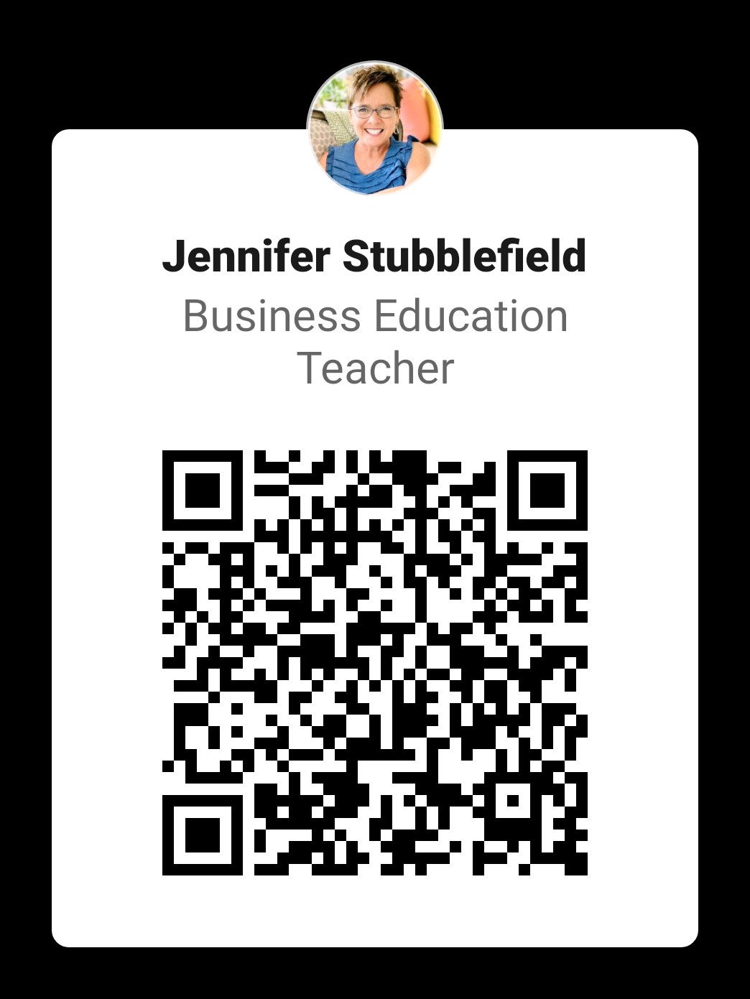 Jennifer Stubblefield
Business Education
Teacher